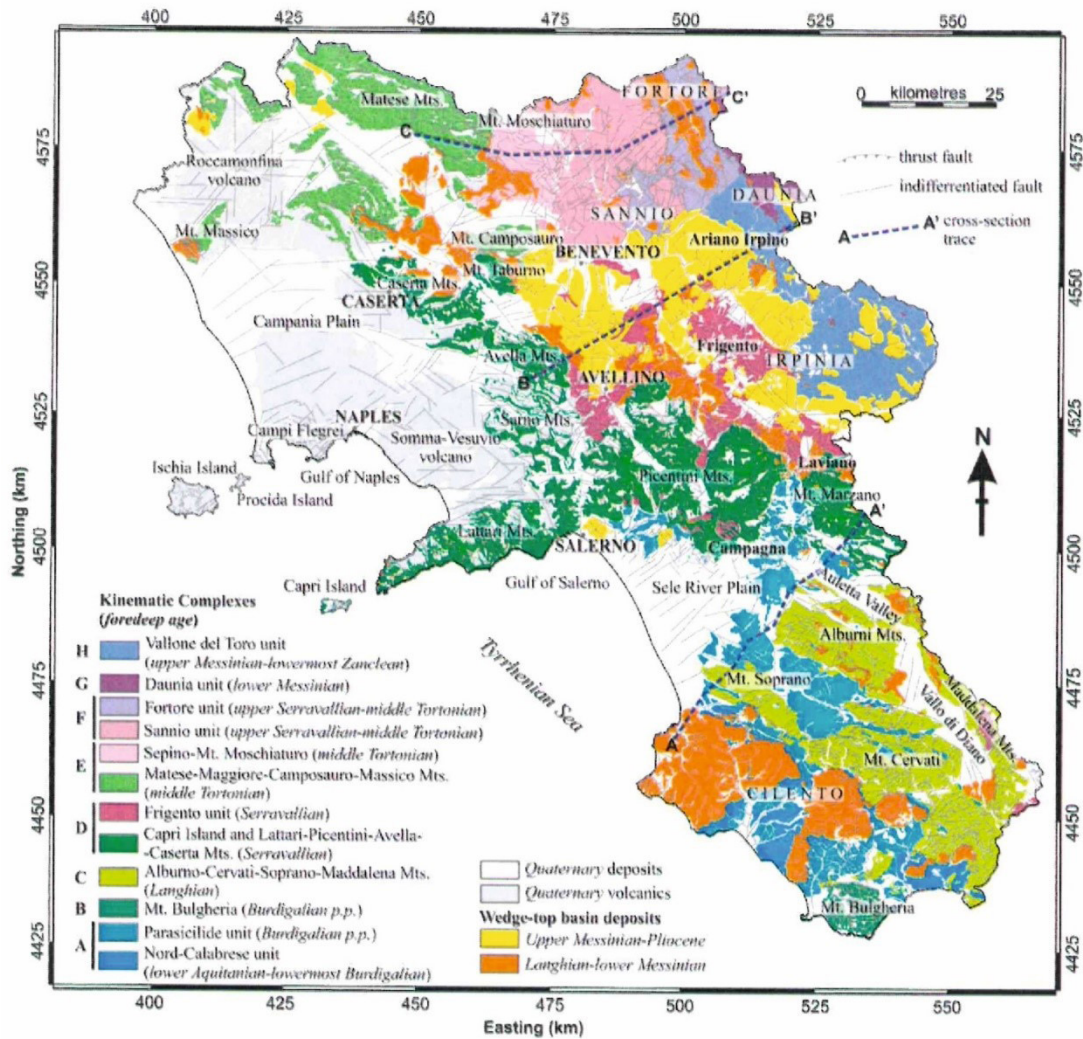 400 425 450 475 500 525 550
FORTORE
C'
0 kilometres 25
Matese Mts.
Mt. Moschiaturo
C
4575
4575
thrust fault
Roccamonfina
volcano
indifferentiated fault
DAUNIA
SANNIO
B'
A A' cross-section
trace
Mt. Massico
Mt. Camposauro
Ariano Irpino
BENEVENTO
4550
Mt. Taburno
4550
Caserta Mts.
CASERTA
Campania Plain
Frigento
IRPINIA
Avella Mts.
AVELLINO
B
4525
4525
NAPLES
Sarno Mts.
Campi Flegrei
Somma-Vesuvio
volcano
Laviano
N
Ischia Island
Gulf of Naples
Picentini Mts.
Procida Island
Mt. Marzano
A'
4500
Lattari Mts.
SALERNO
Campagna
4500
Northing (km)
Capri Island
Gulf of Salerno
Sele River Plain
Auletta Valley
Alburni Mts.
Tyrrhenian Sea
4475
Mt. Soprano
4475
Maddalena Mts.
Vallo di Diano
A
Mt. Cervati
CILENTO
4450
4450
Mt. Bulgheria
4425
4425
Kinematic Complexes
(foredeep age)
H Vallone del Toro unit
(upper Messinian-lowermost Zanclean)
G Daunia unit (lower Messinian)
F Fortore unit (upper Serravallian-middle Tortonian)
Sannio unit (upper Serravallian-middle Tortonian)
E Sepino-Mt. Moschiaturo (middle Tortonian)
Matese-Maggiore-Camposauro-Massico Mts.
(middle Tortonian)
D Frigento unit (Serravallian)
Capri Island and Lattari-Picentini-Avella-
-Caserta Mts. (Serravallian)
C Alburno-Cervati-Soprano-Maddalena Mts.
(Langhian)
B Mt. Bulgheria (Burdigalian p.p.)
A Parasicilide unit (Burdigalian p.p.)
Nord-Calabrese unit
(lower Aquitanian-lowermost Burdigalian)
Quaternary deposits
Quaternary volcanics
Wedge-top basin deposits
Upper Messinian-Pliocene
Langhian-lower Messinian
400 425 450 475 500 525 550
Easting (km)